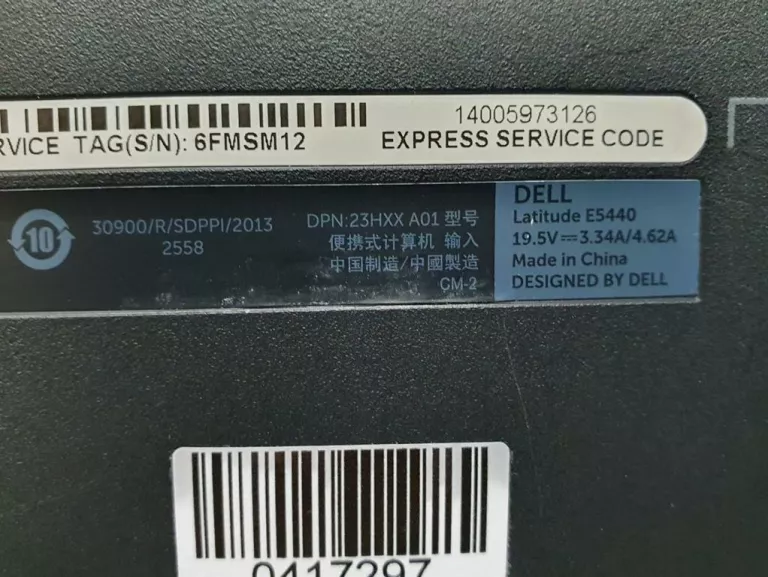 14005973126
RVICE TAG(S/N): 6FMSM12 EXPRESS SERVICE CODE
10
30900/R/SDPPI/2013
2558
DPN:23HXX A01 型号
便携式计算机 输入
中国制造/中國製造
CM-2
DELL
Latitude E5440
19.5V⎓3.34A/4.62A
Made in China
DESIGNED BY DELL
0417297